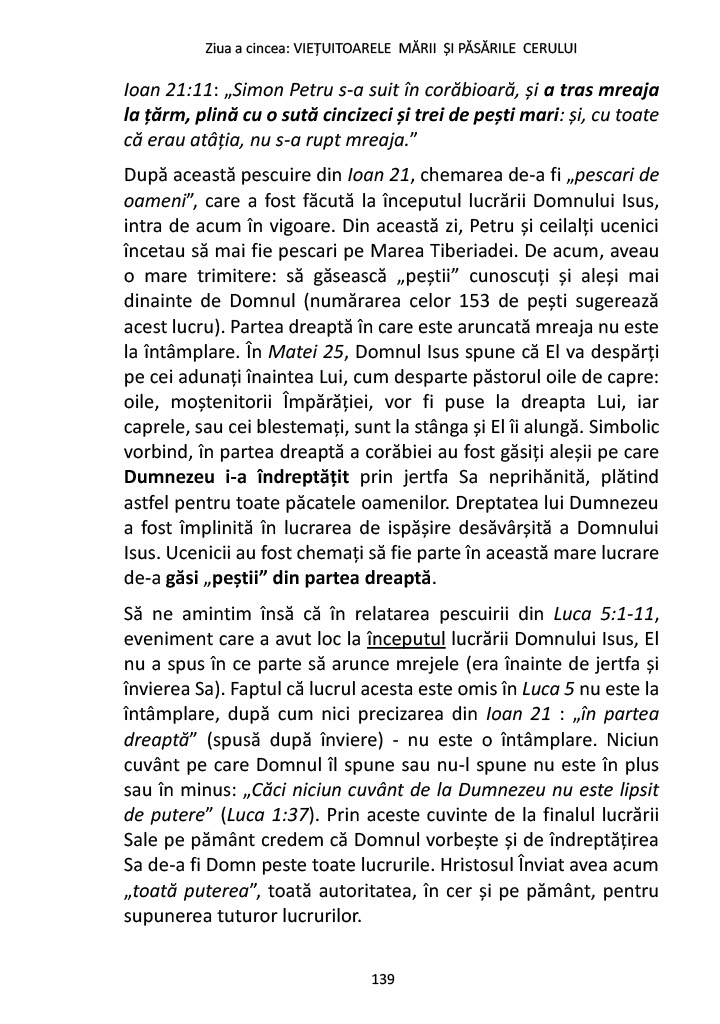 Ziua a cincea: VIEȚUITOARELE MĂRII ȘI PĂSĂRILE CERULUI
Ioan 21:11: „Simon Petru s-a suit în corăbioară, și a tras mreaja
la țărm, plină cu o sută cincizeci și trei de pești mari: și, cu toate
că erau atâția, nu s-a rupt mreaja.”
După această pescuire din Ioan 21, chemarea de-a fi „pescari de
oameni”, care a fost făcută la începutul lucrării Domnului Isus,
intra de acum în vigoare. Din această zi, Petru și ceilalți ucenici
încetau să mai fie pescari pe Marea Tiberiadei. De acum, aveau
o mare trimitere: să găsească „peștii” cunoscuți și aleși mai
dinainte de Domnul (numărarea celor 153 de pești sugerează
acest lucru). Partea dreaptă în care este aruncată mreaja nu este
la întâmplare. În Matei 25, Domnul Isus spune că El va despărți
pe cei adunați înaintea Lui, cum desparte păstorul oile de capre:
oile, moștenitorii Împărăției, vor fi puse la dreapta Lui, iar
caprele, sau cei blestemați, sunt la stânga și El îi alungă. Simbolic
vorbind, în partea dreaptă a corăbiei au fost găsiți aleșii pe care
Dumnezeu i-a îndreptățit prin jertfa Sa neprihănită, plătind
astfel pentru toate păcatele oamenilor. Dreptatea lui Dumnezeu
a fost împlinită în lucrarea de ispășire desăvârșită a Domnului
Isus. Ucenicii au fost chemați să fie parte în această mare lucrare
de-a găsi „peștii” din partea dreaptă.
Să ne amintim însă că în relatarea pescuirii din Luca 5:1-11,
eveniment care a avut loc la începutul lucrării Domnului Isus, El
nu a spus în ce parte să arunce mrejele (era înainte de jertfa și
învierea Sa). Faptul că lucrul acesta este omis în Luca 5 nu este la
întâmplare, după cum nici precizarea din Ioan 21 : „în partea
dreaptă” (spusă după înviere) - nu este o întâmplare. Niciun
cuvânt pe care Domnul îl spune sau nu-l spune nu este în plus
sau în minus: „Căci niciun cuvânt de la Dumnezeu nu este lipsit
de putere” (Luca 1:37). Prin aceste cuvinte de la finalul lucrării
Sale pe pământ credem că Domnul vorbește și de îndreptățirea
Sa de-a fi Domn peste toate lucrurile. Hristosul Înviat avea acum
„toată puterea”, toată autoritatea, în cer și pe pământ, pentru
supunerea tuturor lucrurilor.
139